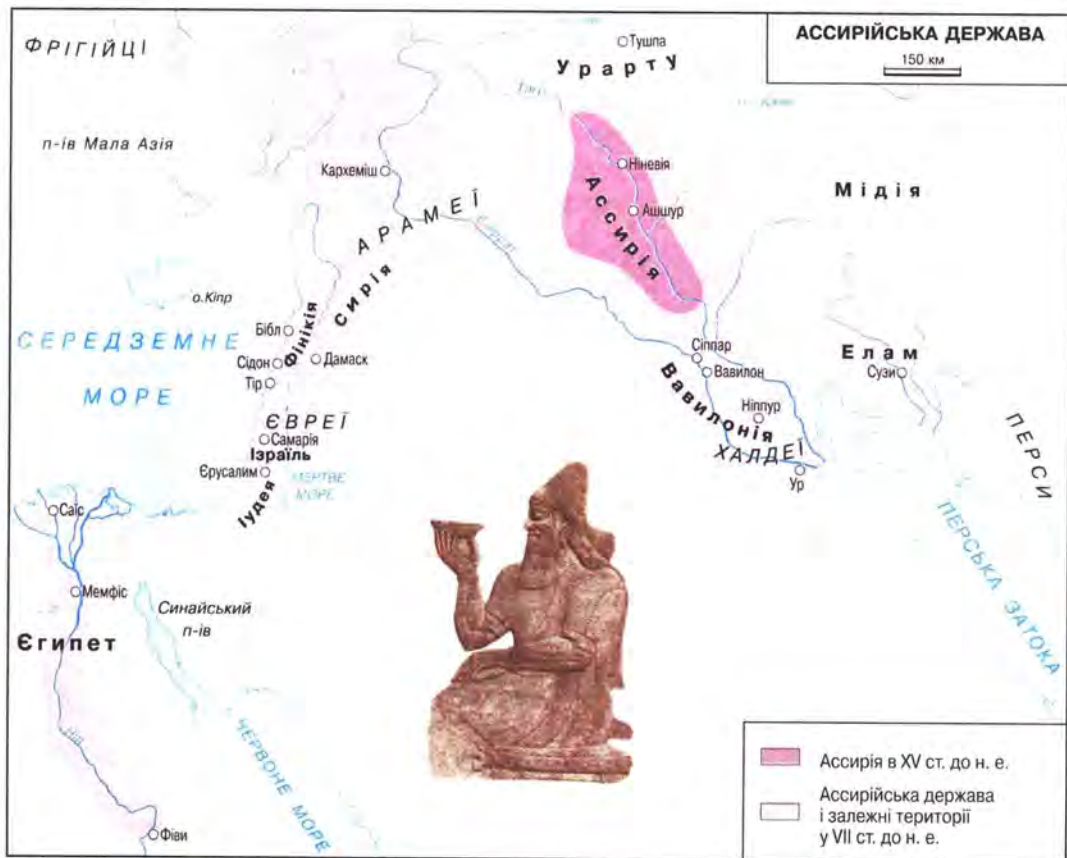 АССИРІЙСЬКА ДЕРЖАВА
150 км
ФРІГІЙЦІ
Тушпа
Урарту
п-ів Мала Азія
Кархеміш
Ніневія
Мідія
Ашшур
Ассирія
АРАМЕЇ
Сирія
о.Кіпр
СЕРЕДЗЕМНЕ
МОРЕ
Бібл
Фінікія
Сідон
Дамаск
Тір
Сіппар
Вавилон
Елам
Сузи
Вавилонія
Ніппур
ХАЛДЕЇ
Ур
ПЕРСИ
ЄВРЕЇ
Самарія
Ізраїль
Єрусалим
МЕРТВЕ
МОРЕ
Іудея
Саїс
Мемфіс
Синайський
п-ів
Єгипет
ПЕРСЬКА ЗАТОКА
ЧЕРВОНЕ МОРЕ
Ніл
Фіви
Ассирія в XV ст. до н. е.
Ассирійська держава
і залежні території
у VII ст. до н. е.